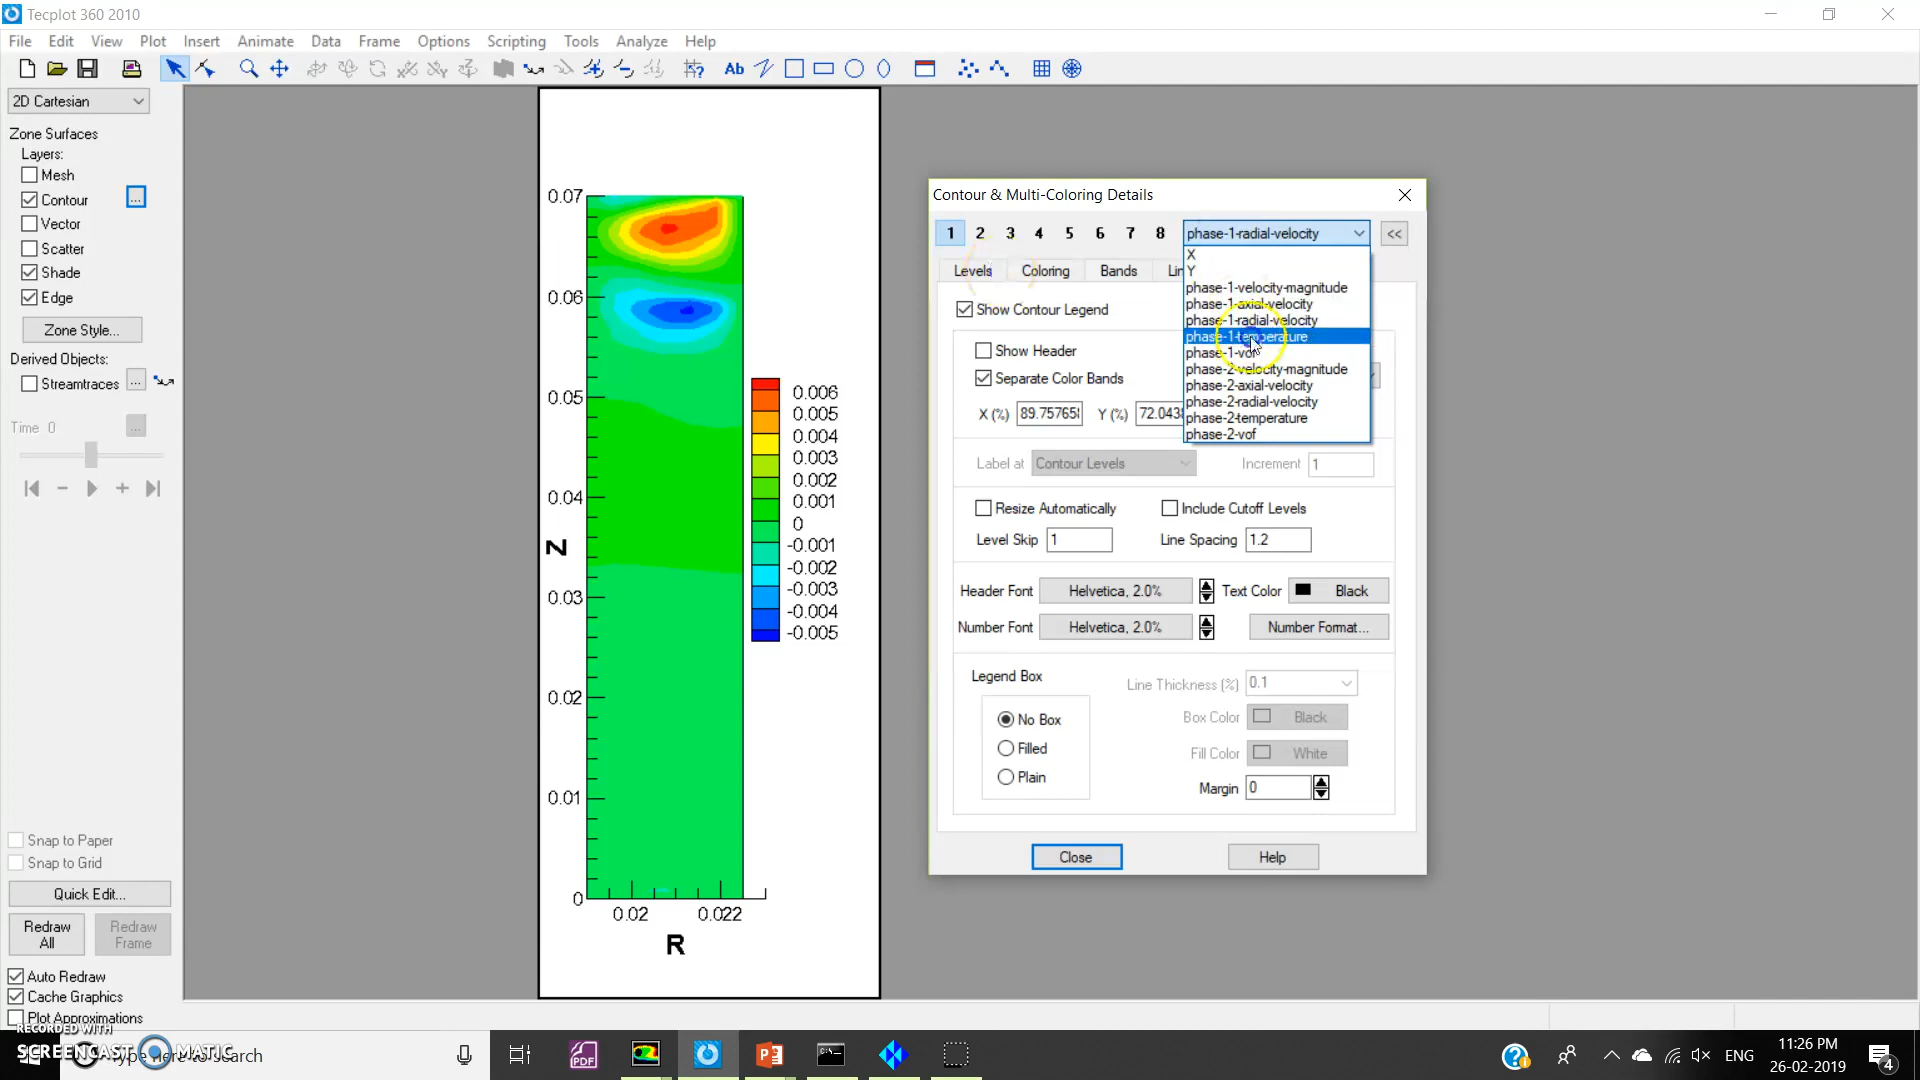 Tecplot 360 2010
File Edit View Plot Insert Animate Data Frame Options Scripting Tools Analyze Help
Ab
2D Cartesian
Zone Surfaces
Layers:
Mesh
Contour ...
Vector
Scatter
Shade
Edge
Zone Style...
Derived Objects:
Streamtraces ...
Time 0 ...
Snap to Paper
Snap to Grid
Quick Edit...
Redraw All
Redraw Frame
Auto Redraw
Cache Graphics
Plot Approximations
0.07
0.06
0.05
0.04
0.03
0.02
0.01
0
Z
0.02 0.022
R
0.006
0.005
0.004
0.003
0.002
0.001
0
-0.001
-0.002
-0.003
-0.004
-0.005
Contour & Multi-Coloring Details
1 2 3 4 5 6 7 8 phase-1-radial-velocity <<
Levels Coloring Bands Lin
X
Y
phase-1-velocity-magnitude
phase-1-axial-velocity
phase-1-radial-velocity
phase-1-temperature
phase-1-vof
phase-2-velocity-magnitude
phase-2-axial-velocity
phase-2-radial-velocity
phase-2-temperature
phase-2-vof
Show Contour Legend
Show Header
Separate Color Bands
X (%) 89.75765 Y (%) 72.0438
Label at Contour Levels Increment 1
Resize Automatically Include Cutoff Levels
Level Skip 1 Line Spacing 1.2
Header Font Helvetica, 2.0% Text Color Black
Number Font Helvetica, 2.0% Number Format...
Legend Box
No Box
Filled
Plain
Line Thickness (%) 0.1
Box Color Black
Fill Color White
Margin 0
Close Help
RECORDED WITH
SCREENCAST MATIC
Type here to search
PDF
ENG
11:26 PM
26-02-2019
4